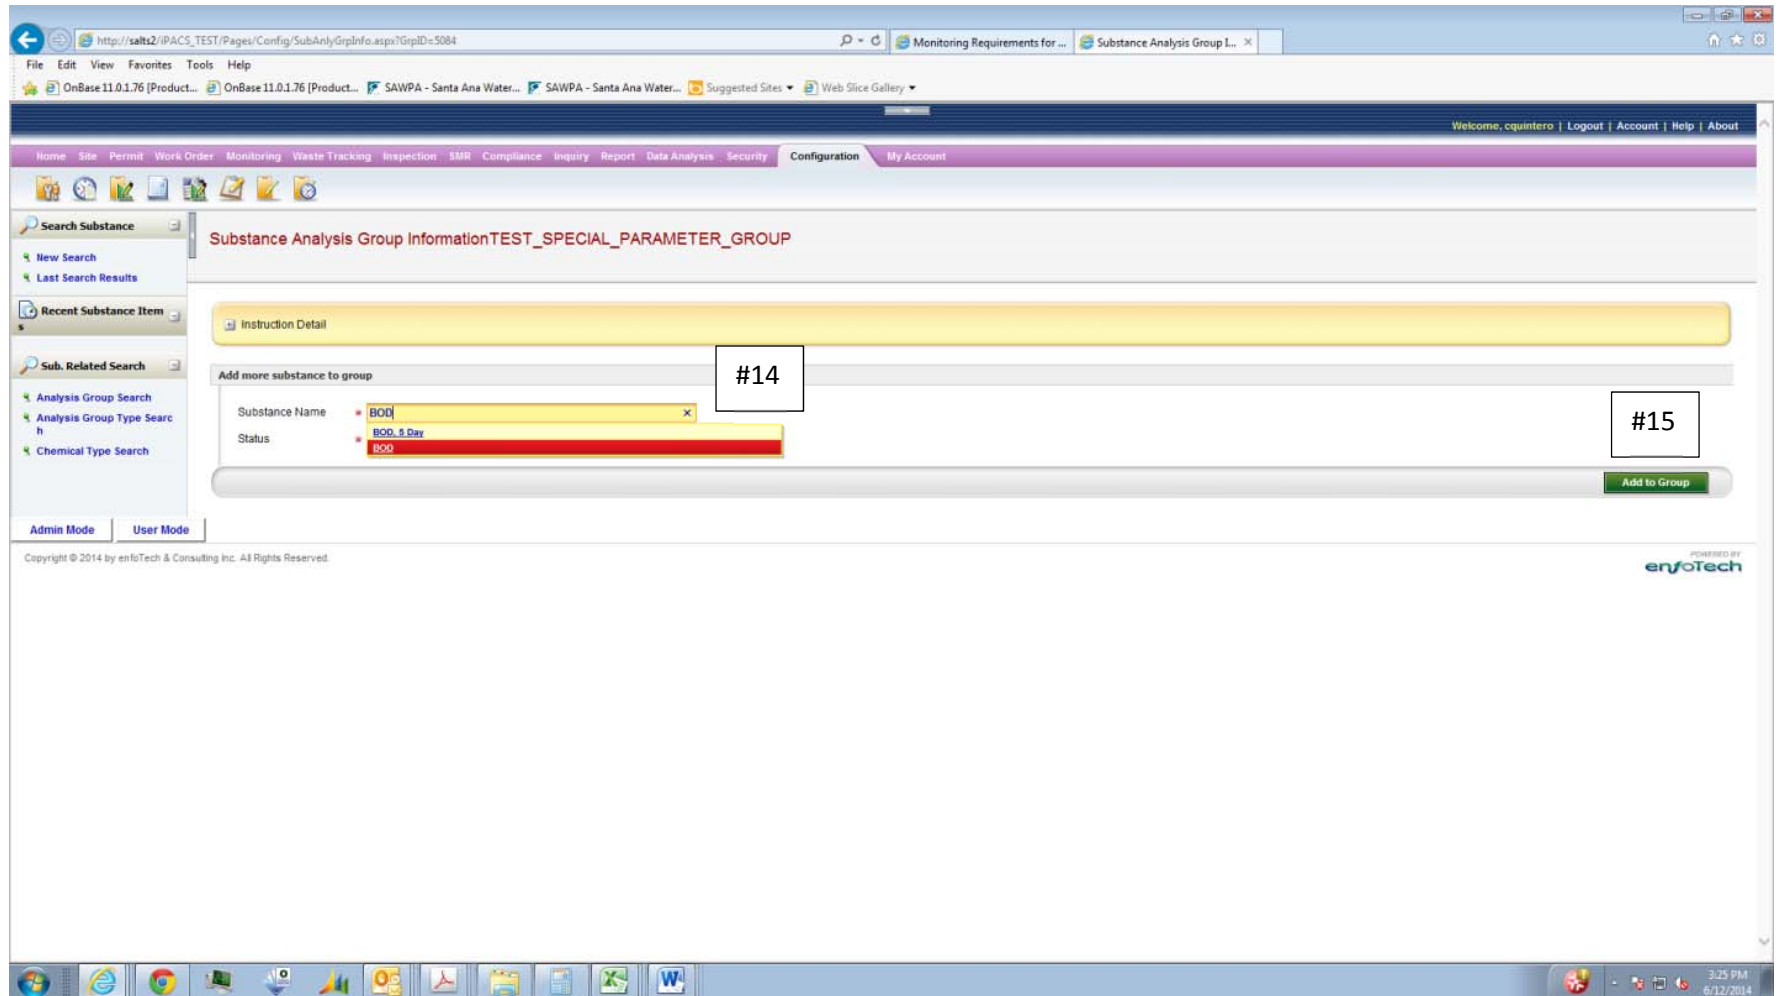 http://salts2/iPACS_TEST/Pages/Config/SubAnlyGrpInfo.aspx?GrpID=5084
Monitoring Requirements for ...
Substance Analysis Group I...
File Edit View Favorites Tools Help
OnBase 11.0.1.76 [Product... OnBase 11.0.1.76 [Product... SAWPA - Santa Ana Water... SAWPA - Santa Ana Water... Suggested Sites Web Slice Gallery
Welcome, cquintero | Logout | Account | Help | About
Home Site Permit Work Order Monitoring Waste Tracking Inspection SMR Compliance Inquiry Report Data Analysis Security Configuration My Account
Search Substance
New Search
Last Search Results
Recent Substance Item
s
Sub. Related Search
Analysis Group Search
Analysis Group Type Searc
h
Chemical Type Search
Admin Mode User Mode
Substance Analysis Group InformationTEST_SPECIAL_PARAMETER_GROUP
Instruction Detail
#14
Add more substance to group
Substance Name * BOD
BOD, 5 Day
Status *
BOD
#15
Add to Group
Copyright © 2014 by enfoTech & Consulting Inc. All Rights Reserved.
POWERED BY
enfoTech
3:25 PM
6/12/2014